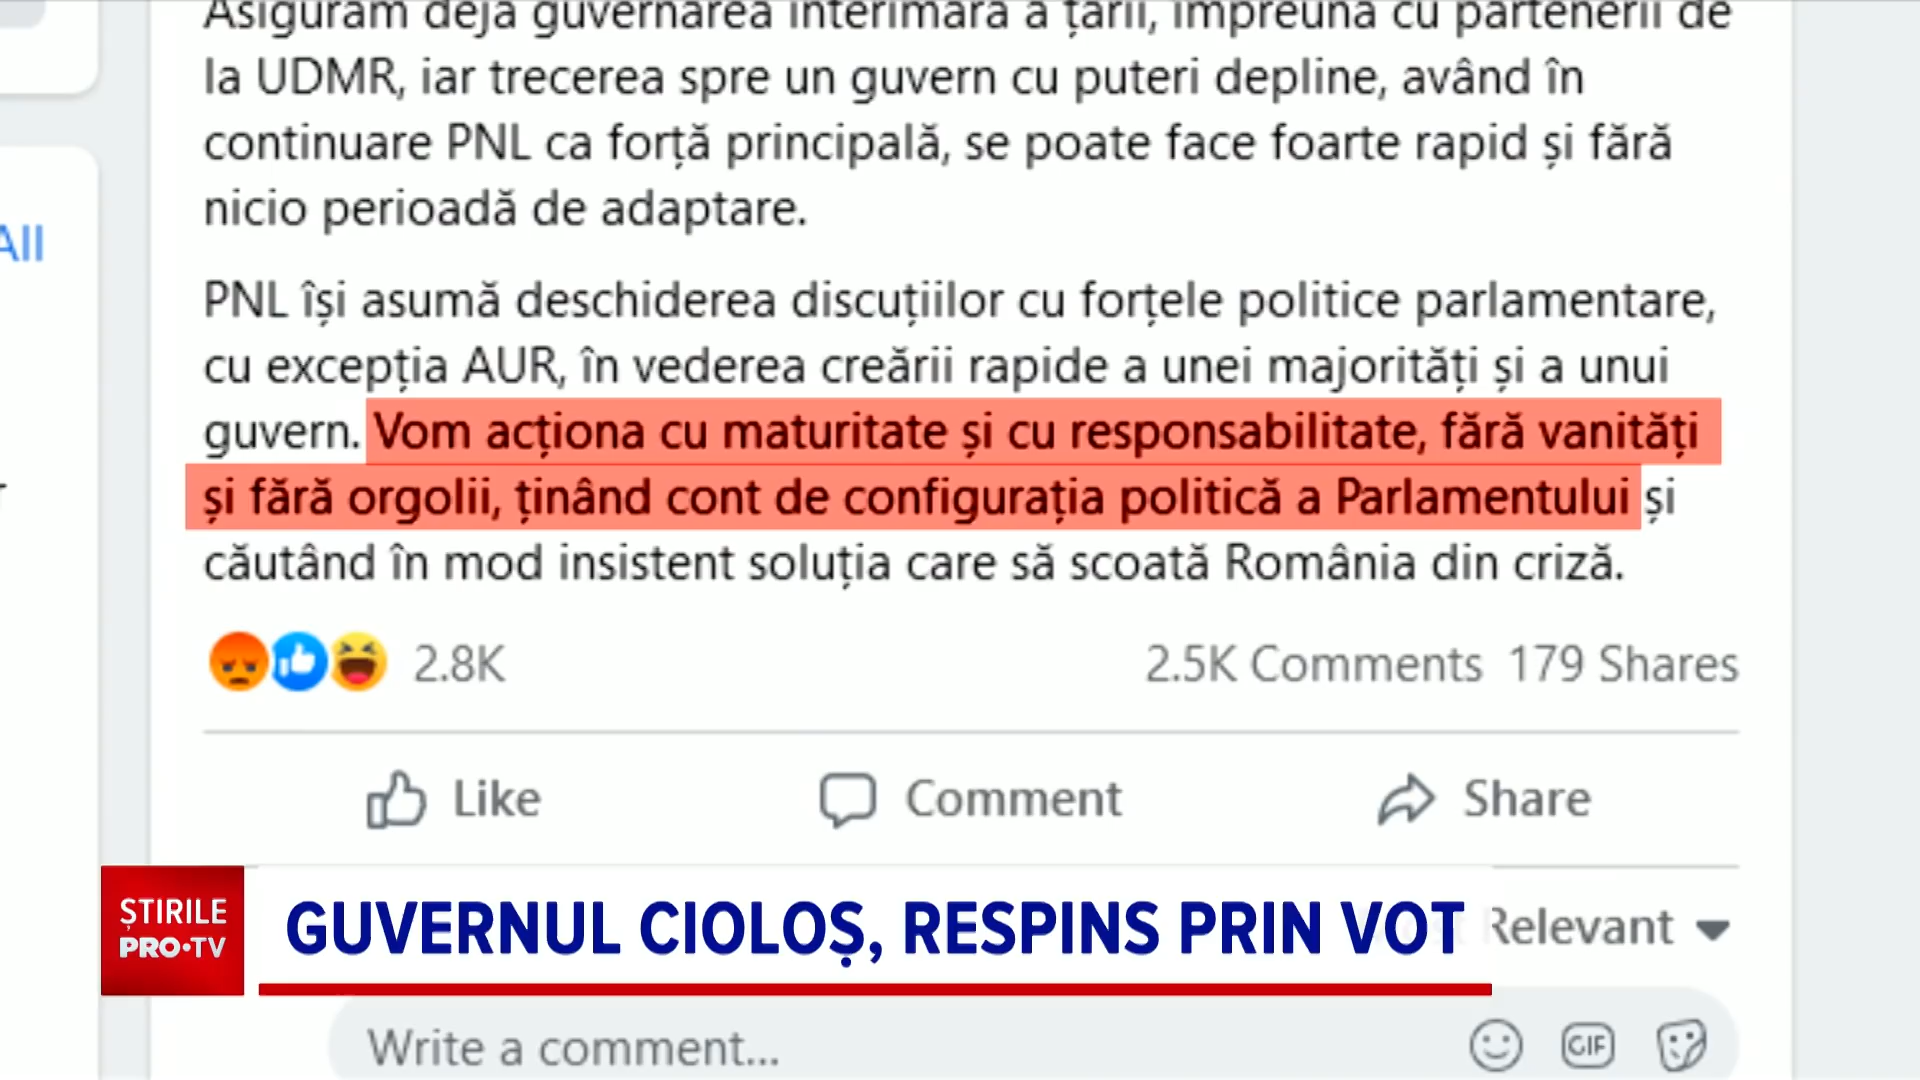 Asigurăm deja guvernarea interimară a țării, împreună cu partenerii de
la UDMR, iar trecerea spre un guvern cu puteri depline, având în
continuare PNL ca forță principală, se poate face foarte rapid și fără
nicio perioadă de adaptare.
All
PNL își asumă deschiderea discuțiilor cu forțele politice parlamentare,
cu excepția AUR, în vederea creării rapide a unei majorități și a unui
guvern. Vom acționa cu maturitate și cu responsabilitate, fără vanități
și fără orgolii, ținând cont de configurația politică a Parlamentului și
căutând în mod insistent soluția care să scoată România din criză.
2.8K 2.5K Comments 179 Shares
Like Comment Share
ȘTIRILE
PRO•TV
GUVERNUL CIOLOȘ, RESPINS PRIN VOT
Relevant
Write a comment...
GIF